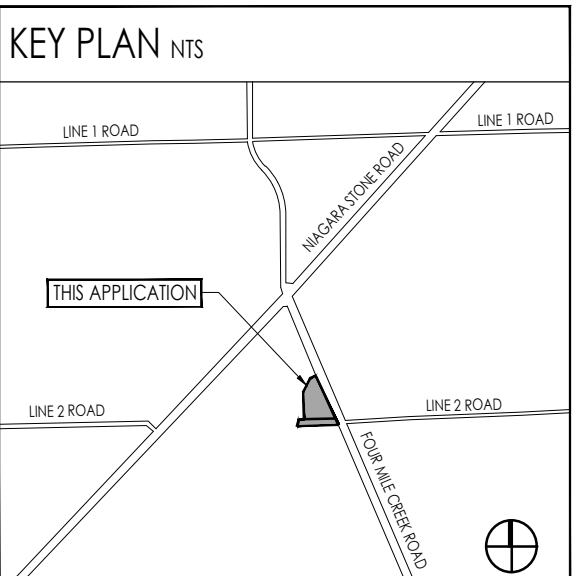 KEY PLAN NTS
LINE 1 ROAD
LINE 1 ROAD
NIAGARA STONE ROAD
THIS APPLICATION
LINE 2 ROAD
LINE 2 ROAD
FOUR MILE CREEK ROAD